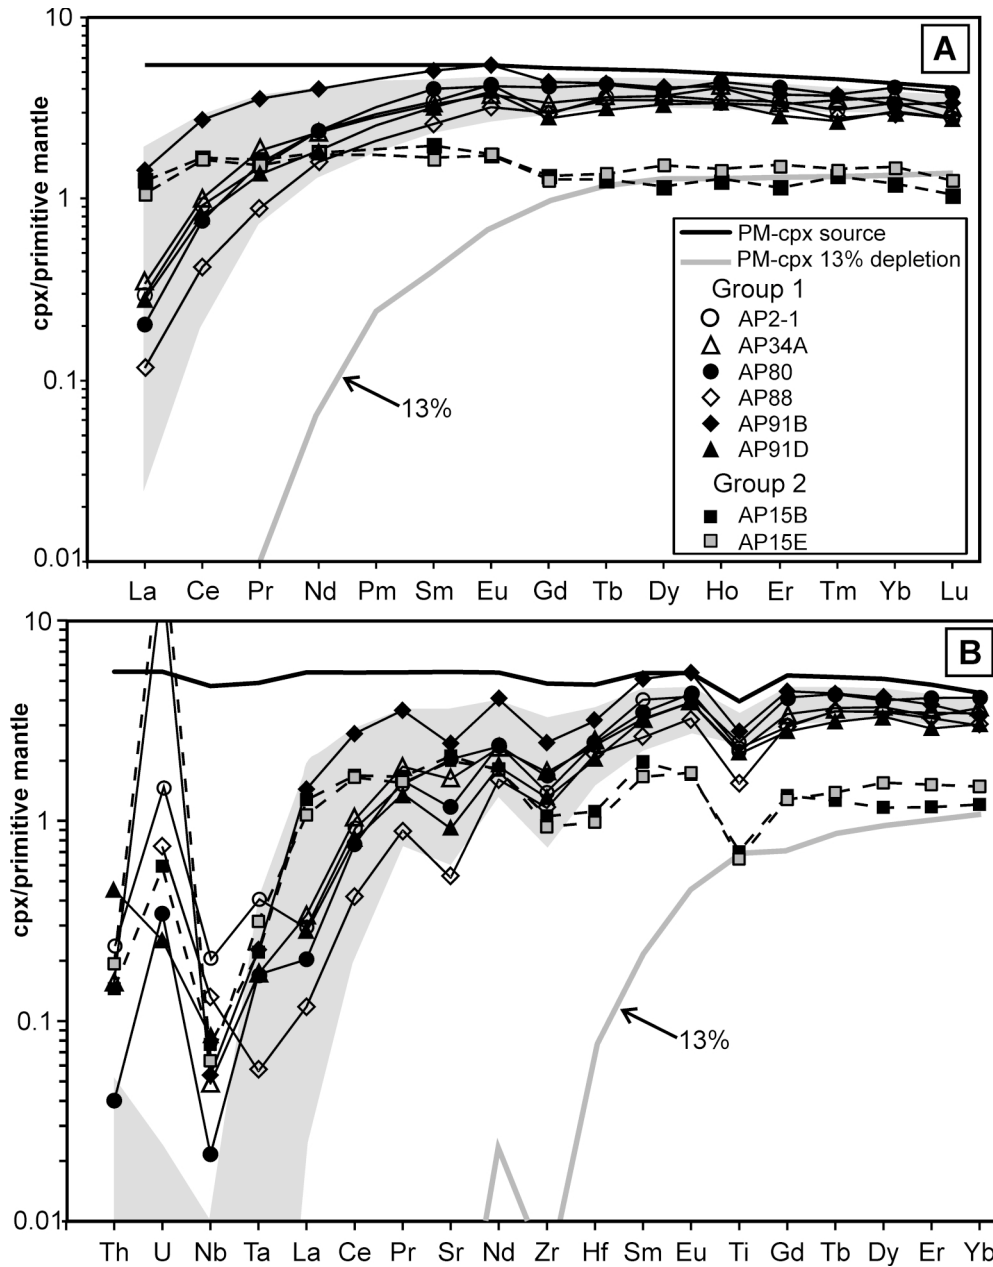 10
A
1
cpx/primitive mantle
0.1
0.01
13%
PM-cpx source
PM-cpx 13% depletion
Group 1
AP2-1
AP34A
AP80
AP88
AP91B
AP91D
Group 2
AP15B
AP15E
La Ce Pr Nd Pm Sm Eu Gd Tb Dy Ho Er Tm Yb Lu
10
B
1
cpx/primitive mantle
0.1
0.01
13%
Th U Nb Ta La Ce Pr Sr Nd Zr Hf Sm Eu Ti Gd Tb Dy Er Yb